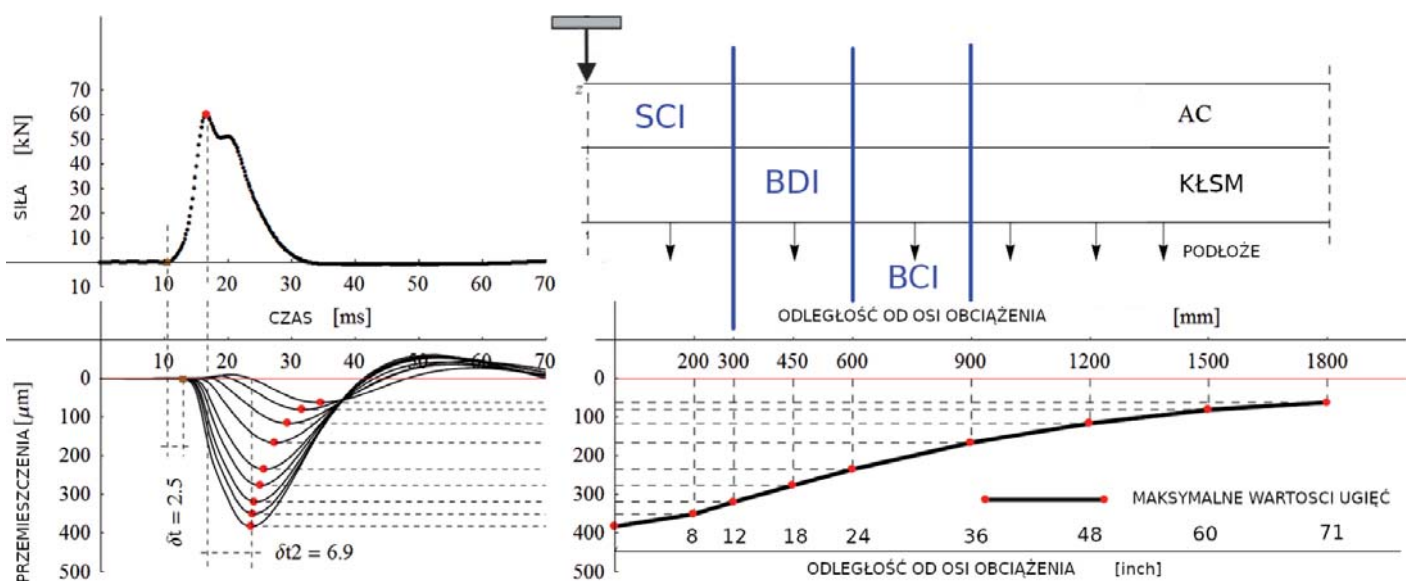 SIŁA [kN]
70
60
50
40
30
20
10
10
10 20 30 40 50 60 70
CZAS [ms]
z
SCI
BDI
BCI
AC
KŁSM
PODŁOŻE
ODLEGŁOŚĆ OD OSI OBCIĄŻENIA [mm]
PRZEMIESZCZENIA [μm]
10 20 30 40 50 60 70
0
100
200
300
400
500
δt = 2.5
δt2 = 6.9
200 300 450 600 900 1200 1500 1800
0
100
200
300
400
500
MAKSYMALNE WARTOSCI UGIĘĆ
8 12 18 24 36 48 60 71
ODLEGŁOŚĆ OD OSI OBCIĄŻENIA [inch]